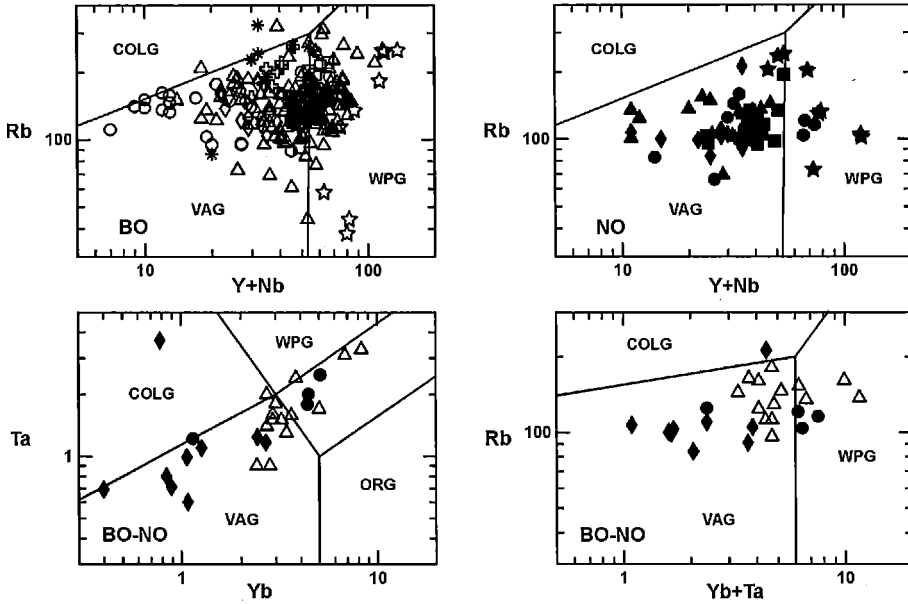 COLG
WPG
Rb
100
VAG
BO
10
100
Y+Nb
COLG
Rb
100
VAG
WPG
NO
10
100
Y+Nb
WPG
COLG
Ta
1
VAG
ORG
BO-NO
1
10
Yb
COLG
Rb
100
VAG
WPG
BO-NO
1
10
Yb+Ta